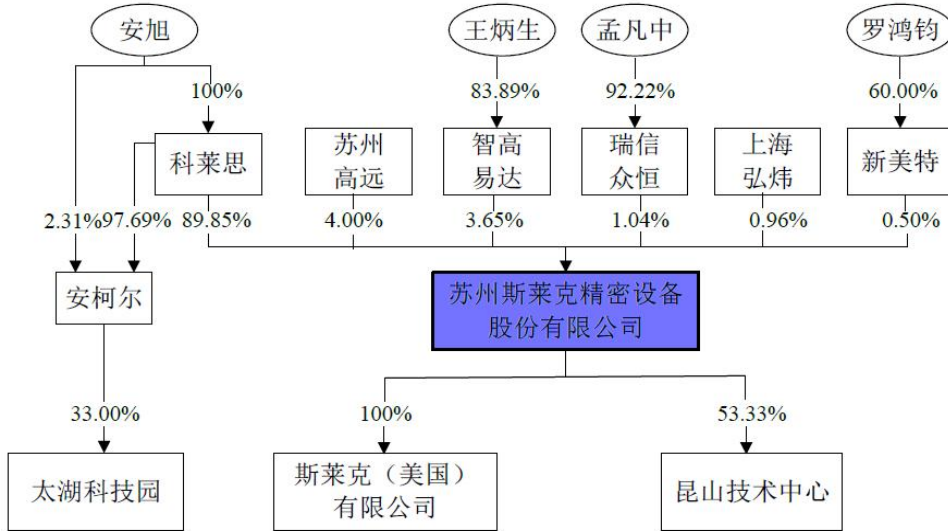 安旭
王炳生
孟凡中
罗鸿钧
100%
83.89%
92.22%
60.00%
科莱思
苏州
高远
智高
易达
瑞信
众恒
上海
弘炜
新美特
2.31%
97.69%
89.85%
4.00%
3.65%
1.04%
0.96%
0.50%
安柯尔
苏州斯莱克精密设备
股份有限公司
33.00%
100%
53.33%
太湖科技园
斯莱克（美国）
有限公司
昆山技术中心